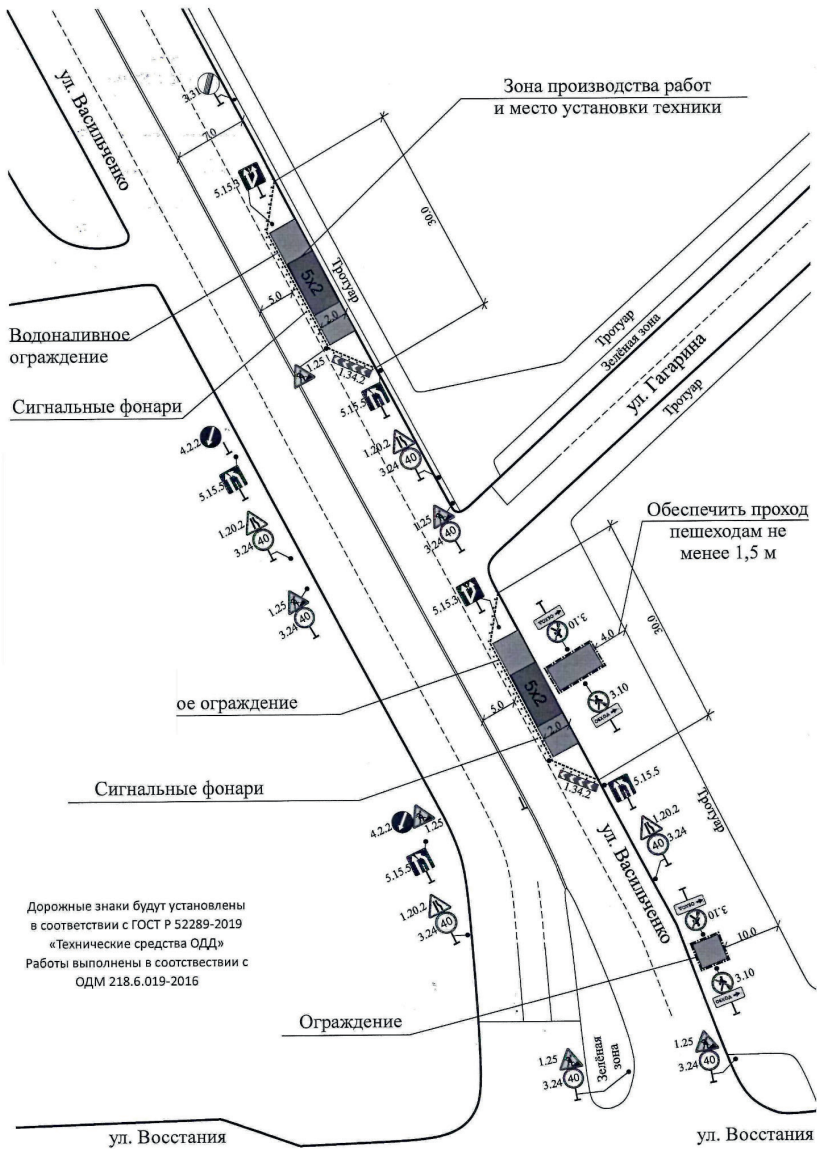 ул. Васильченко
3.31
Зона производства работ
и место установки техники
7.0
5.15.3
30.0
5x2
5.0
2.0
Тротуар
Тротуар
Зелёная зона
ул. Гагарина
Тротуар
Водоналивное
ограждение
1.25
1.34.2
Сигнальные фонари
5.15.5
4.2.2
1.20.2
3.24
40
5.15.5
1.20.2
3.24
40
1.25
3.24
40
Обеспечить проход
пешеходам не
менее 1,5 м
5.15.3
1.25
3.24
40
ОБХОД
3.10
30.0
4.0
5x2
5.0
2.0
3.10
ОБХОД
ое ограждение
Сигнальные фонари
1.34.2
5.15.5
4.2.2
1.25
1.20.2
3.24
40
Тротуар
5.15.5
ул. Васильченко
1.20.2
3.24
40
ОБХОД
3.10
10.0
3.10
ОБХОД
Дорожные знаки будут установлены
в соответствии с ГОСТ Р 52289-2019
«Технические средства ОДД»
Работы выполнены в соотствествии с
ОДМ 218.6.019-2016
Ограждение
1.25
3.24
40
Зелёная
зона
1.25
3.24
40
ул. Восстания
ул. Восстания